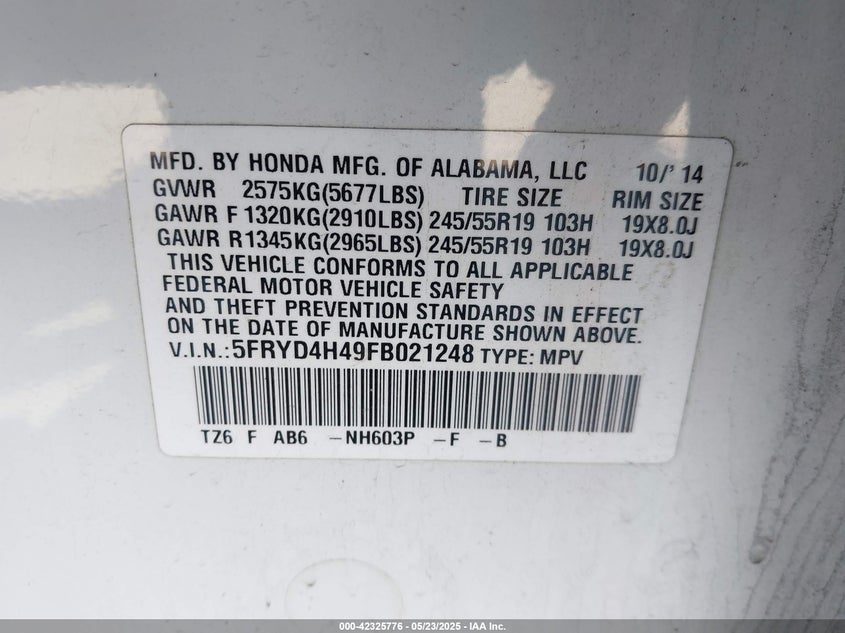 MFD. BY HONDA MFG. OF ALABAMA, LLC 10/' 14
GVWR 2575KG(5677LBS) TIRE SIZE RIM SIZE
GAWR F 1320KG(2910LBS) 245/55R19 103H 19X8.0J
GAWR R1345KG(2965LBS) 245/55R19 103H 19X8.0J
THIS VEHICLE CONFORMS TO ALL APPLICABLE
FEDERAL MOTOR VEHICLE SAFETY
AND THEFT PREVENTION STANDARDS IN EFFECT
ON THE DATE OF MANUFACTURE SHOWN ABOVE.
V.I.N.:5FRYD4H49FB021248 TYPE: MPV
TZ6 F AB6 -NH603P -F -B
000-42325776 - 05/23/2025 - IAA Inc.